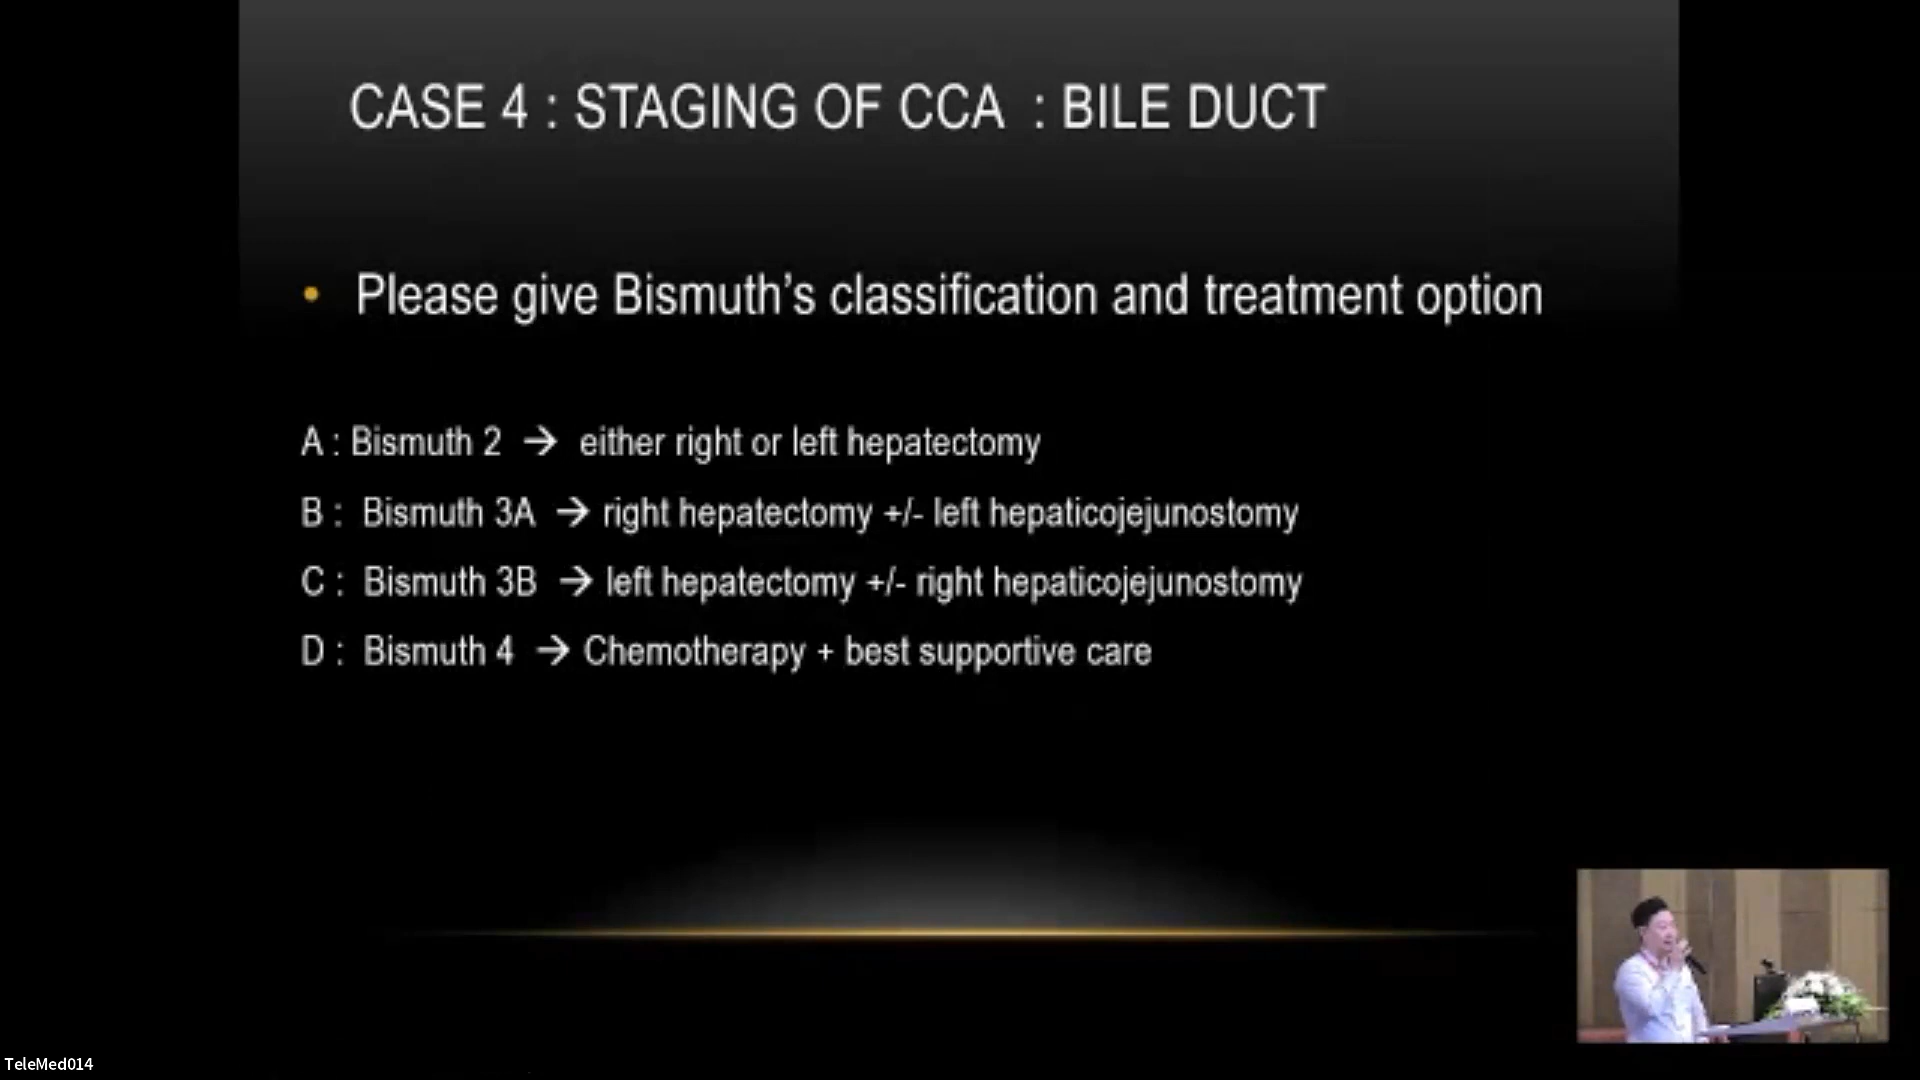 CASE 4 : STAGING OF CCA : BILE DUCT
• Please give Bismuth's classification and treatment option
A : Bismuth 2 → either right or left hepatectomy
B : Bismuth 3A → right hepatectomy +/- left hepaticojejunostomy
C : Bismuth 3B → left hepatectomy +/- right hepaticojejunostomy
D : Bismuth 4 → Chemotherapy + best supportive care
TeleMed014